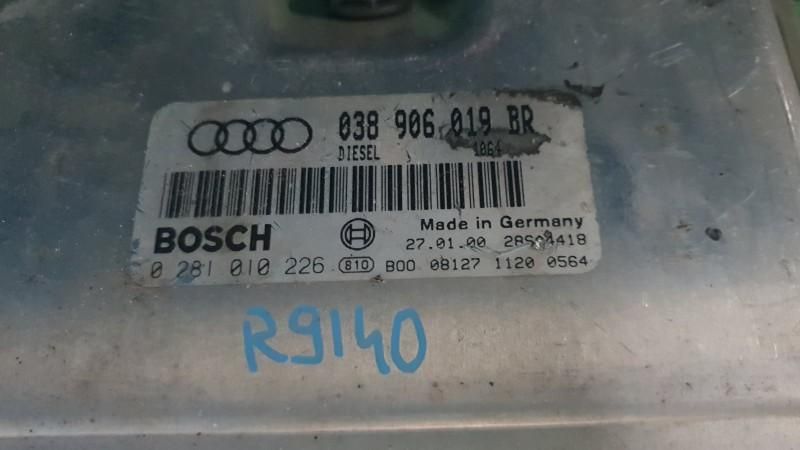 038 906 019 BR
DIESEL 1064
BOSCH Made in Germany
27.01.00
0 281 010 226 810 B00 08127 1120 0564
R9140